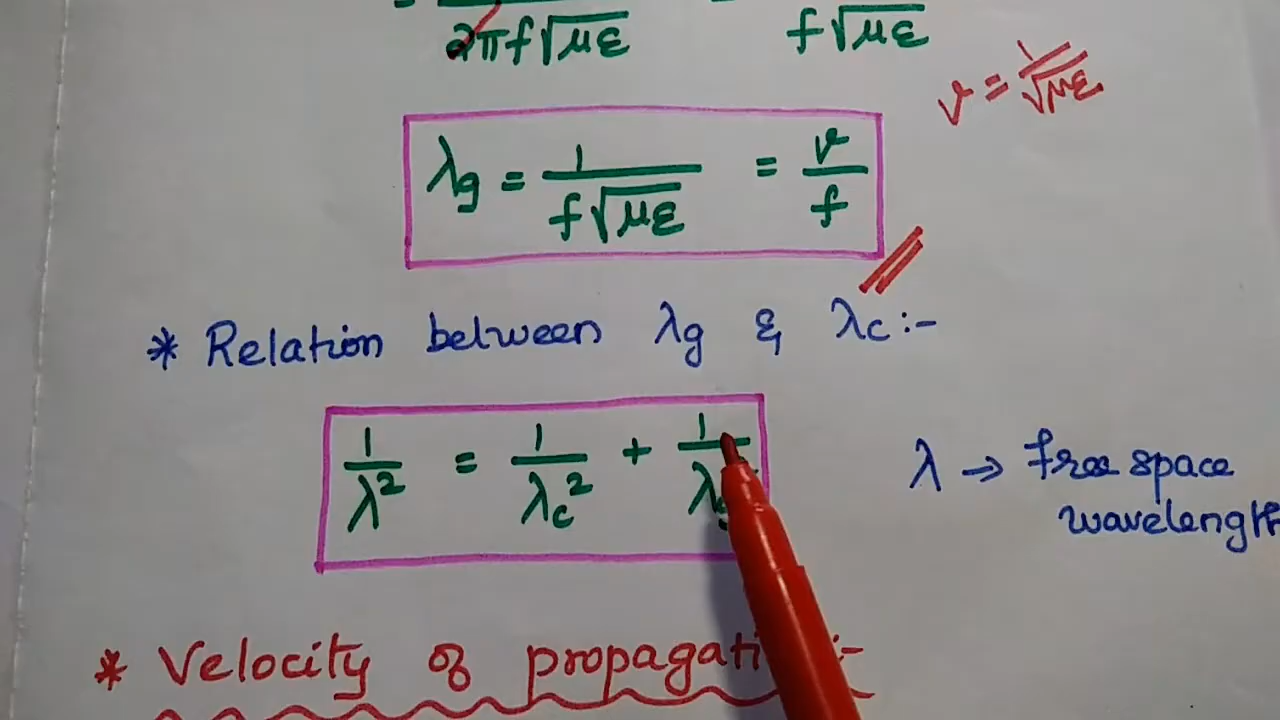 = 2πf√με = f√με
v = 1/√με
λg = 1/f√με = v/f
* Relation between λg & λc :-
1/λ² = 1/λc² + 1/λg
λ → free space
wavelength
* Velocity of propagati :-